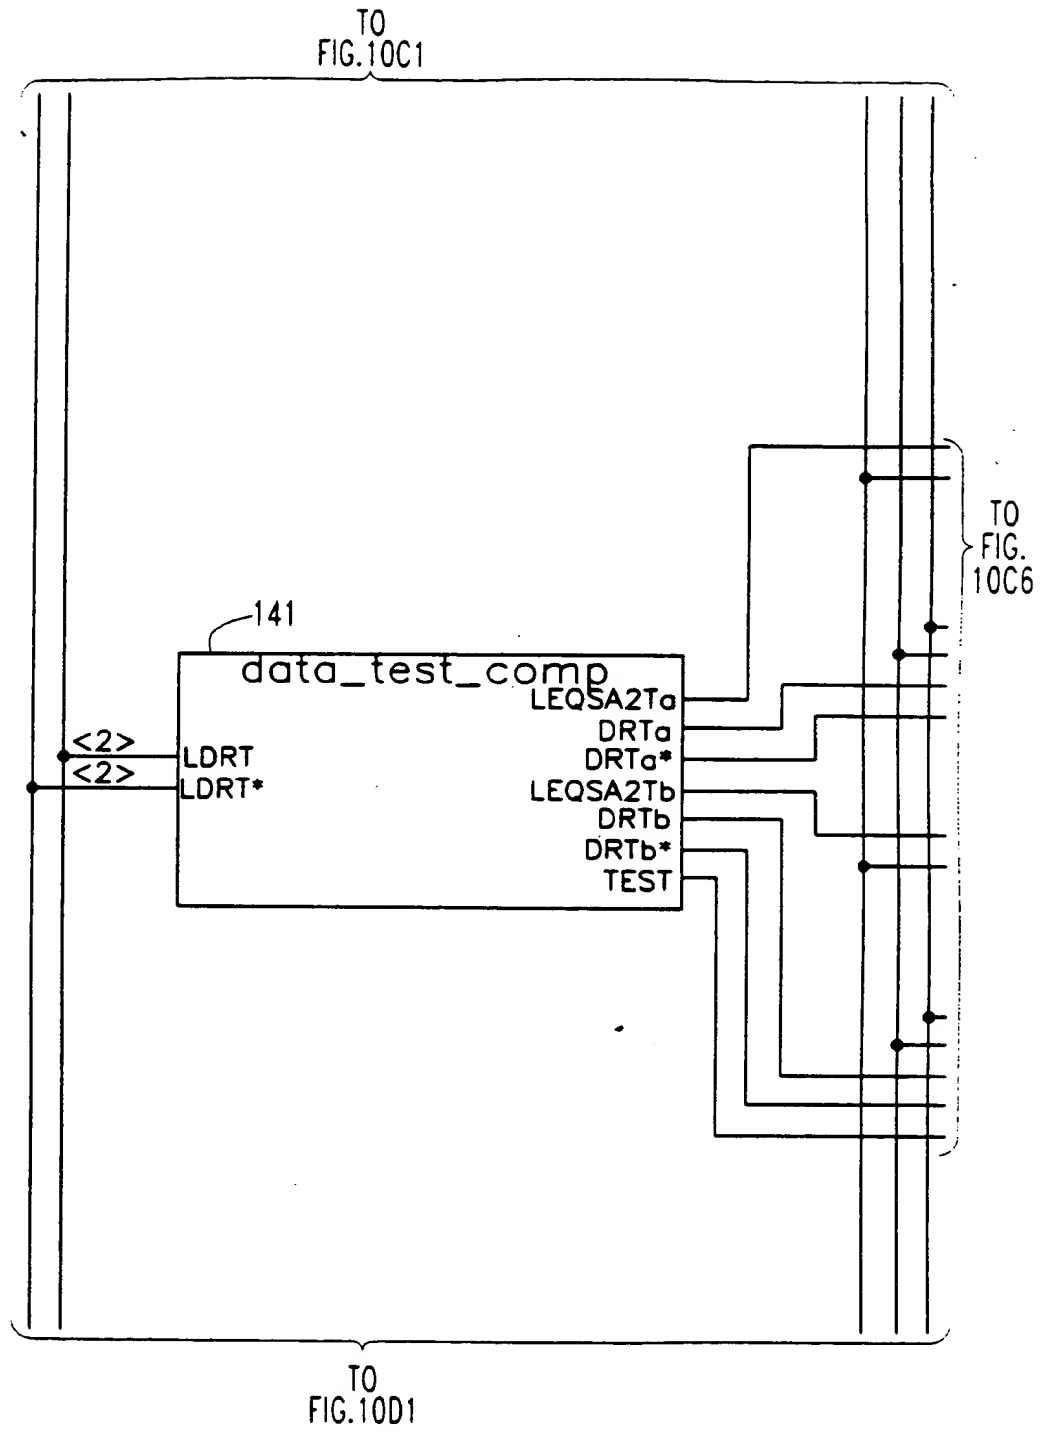 TO
FIG.10C1
TO
FIG.
10C6
141
data_test_comp
LEQSA2Ta
DRTa
<2>
LDRT
DRTa*
<2>
LDRT*
LEQSA2Tb
DRTb
DRTb*
TEST
TO
FIG.10D1